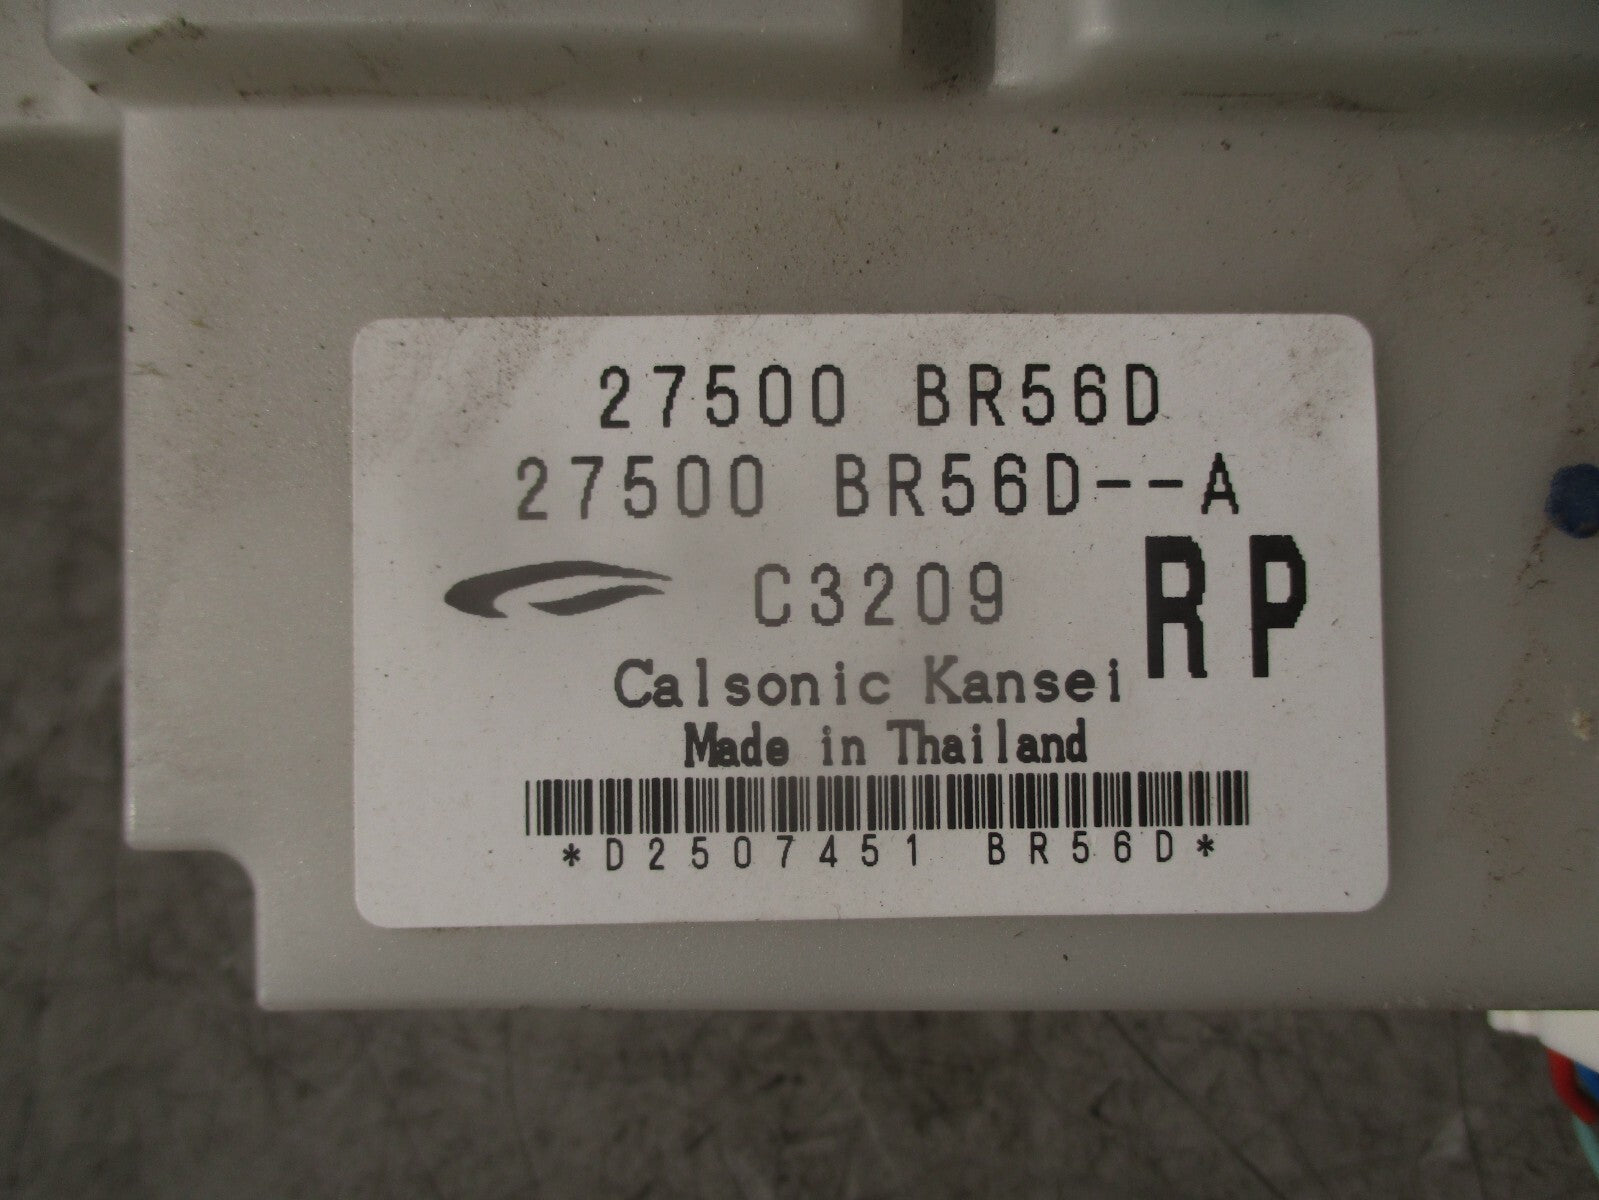 27500 BR56D
27500 BR56D--A
C3209
RP
Calsonic Kansei
Made in Thailand
*D2507451 BR56D*